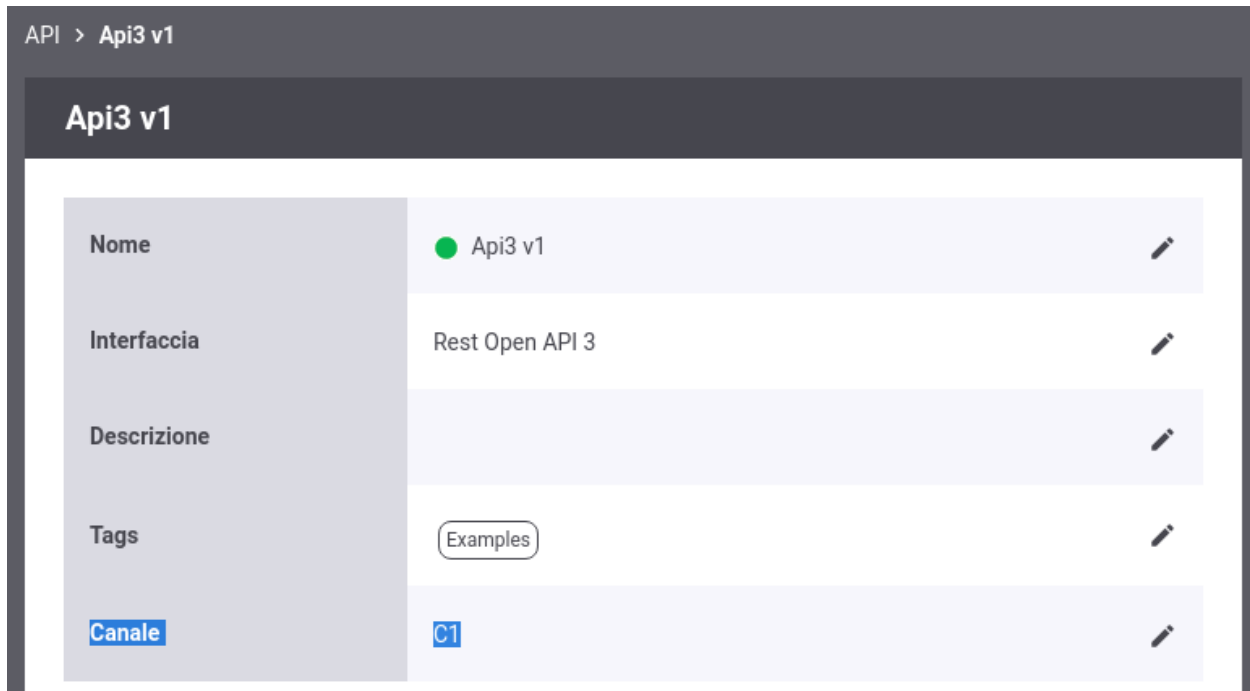 API > Api3 v1
Api3 v1
Nome Api3 v1
Interfaccia Rest Open API 3
Descrizione
Tags Examples
Canale C1